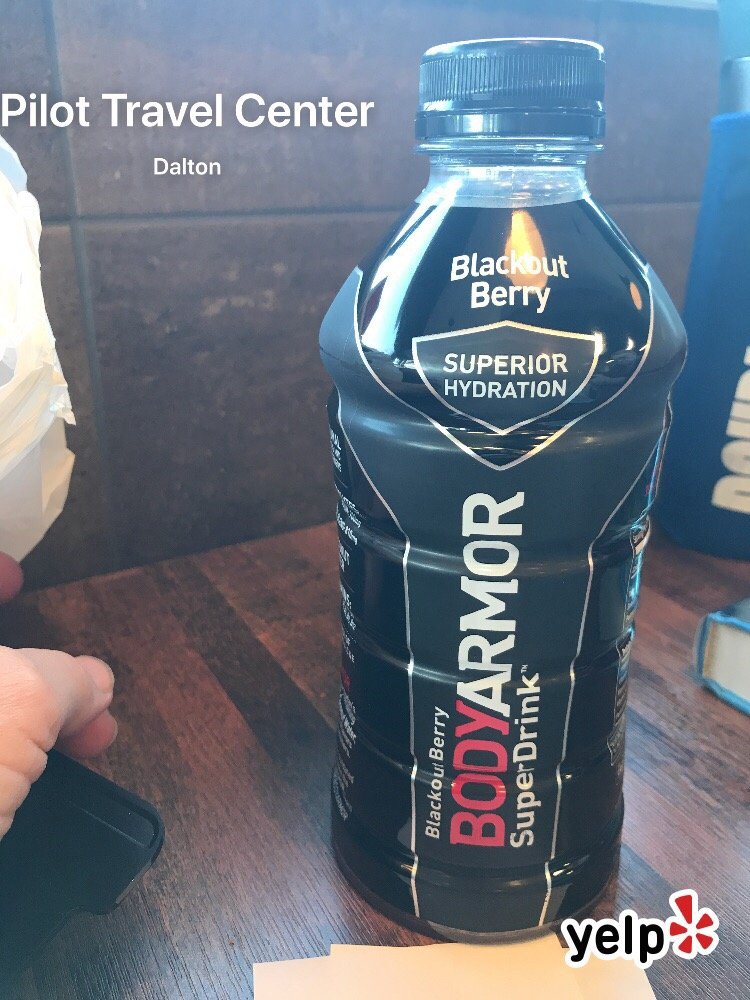 Pilot Travel Center
Dalton
Blackout
Berry
SUPERIOR
HYDRATION
Blackout Berry
BODYARMOR
SuperDrink™
yelp